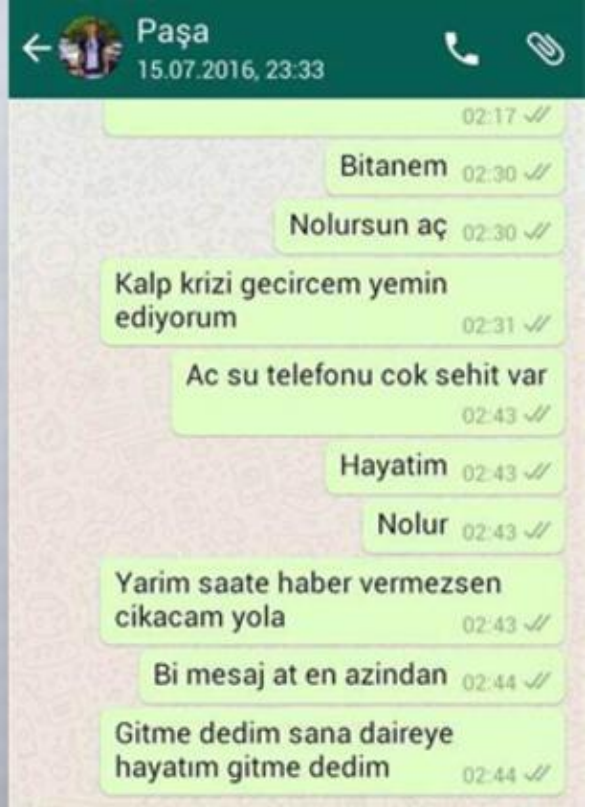 Paşa
15.07.2016, 23:33
02:17
Bitanem 02:30
Nolursun aç 02:30
Kalp krizi gecircem yemin
ediyorum 02:31
Ac su telefonu cok sehit var
02:43
Hayatim 02:43
Nolur 02:43
Yarim saate haber vermezsen
cikacam yola 02:43
Bi mesaj at en azindan 02:44
Gitme dedim sana daireye
hayatım gitme dedim 02:44